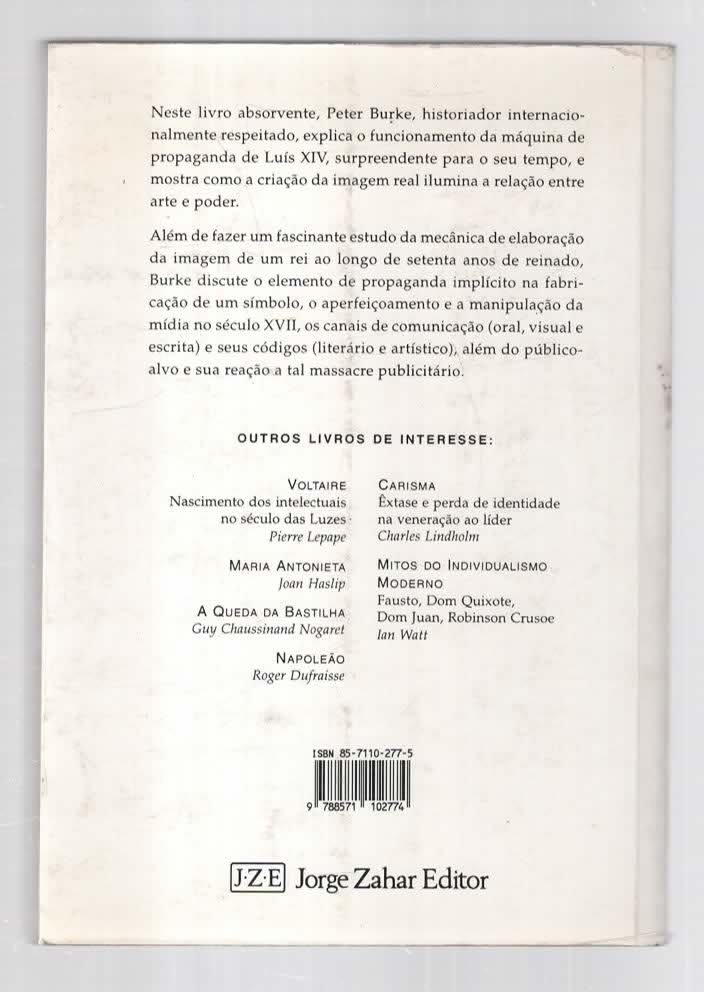 Neste livro absorvente, Peter Burke, historiador internacio-
nalmente respeitado, explica o funcionamento da máquina de
propaganda de Luís XIV, surpreendente para o seu tempo, e
mostra como a criação da imagem real ilumina a relação entre
arte e poder.
Além de fazer um fascinante estudo da mecânica de elaboração
da imagem de um rei ao longo de setenta anos de reinado,
Burke discute o elemento de propaganda implícito na fabri-
cação de um símbolo, o aperfeiçoamento e a manipulação da
mídia no século XVII, os canais de comunicação (oral, visual e
escrita) e seus códigos (literário e artístico), além do público-
alvo e sua reação a tal massacre publicitário.
OUTROS LIVROS DE INTERESSE:
VOLTAIRE
Nascimento dos intelectuais
no século das Luzes
Pierre Lepape
MARIA ANTONIETA
Joan Haslip
A QUEDA DA BASTILHA
Guy Chaussinand Nogaret
NAPOLEÃO
Roger Dufraisse
CARISMA
Êxtase e perda de identidade
na veneração ao líder
Charles Lindholm
MITOS DO INDIVIDUALISMO
MODERNO
Fausto, Dom Quixote,
Dom Juan, Robinson Crusoe
Ian Watt
ISBN 85-7110-277-5
9 788571 102774
J·Z·E Jorge Zahar Editor